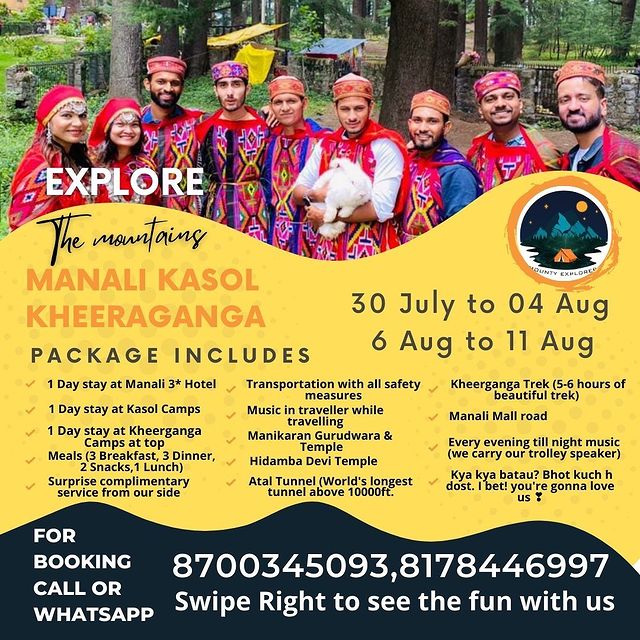 EXPLORE
The mountains
MANALI KASOL
KHEERAGANGA
30 July to 04 Aug
6 Aug to 11 Aug
PACKAGE INCLUDES
1 Day stay at Manali 3* Hotel
1 Day stay at Kasol Camps
1 Day stay at Kheerganga
Camps at top
Meals (3 Breakfast, 3 Dinner,
2 Snacks,1 Lunch)
Surprise complimentary
service from our side
Transportation with all safety
measures
Music in traveller while
travelling
Manikaran Gurudwara &
Temple
Hidamba Devi Temple
Atal Tunnel (World's longest
tunnel above 10000ft.
Kheerganga Trek (5-6 hours of
beautiful trek)
Manali Mall road
Every evening till night music
(we carry our trolley speaker)
Kya kya batau? Bhot kuch h
dost. I bet! you're gonna love
us ❣
FOR
BOOKING
CALL OR
WHATSAPP
8700345093,8178446997
Swipe Right to see the fun with us